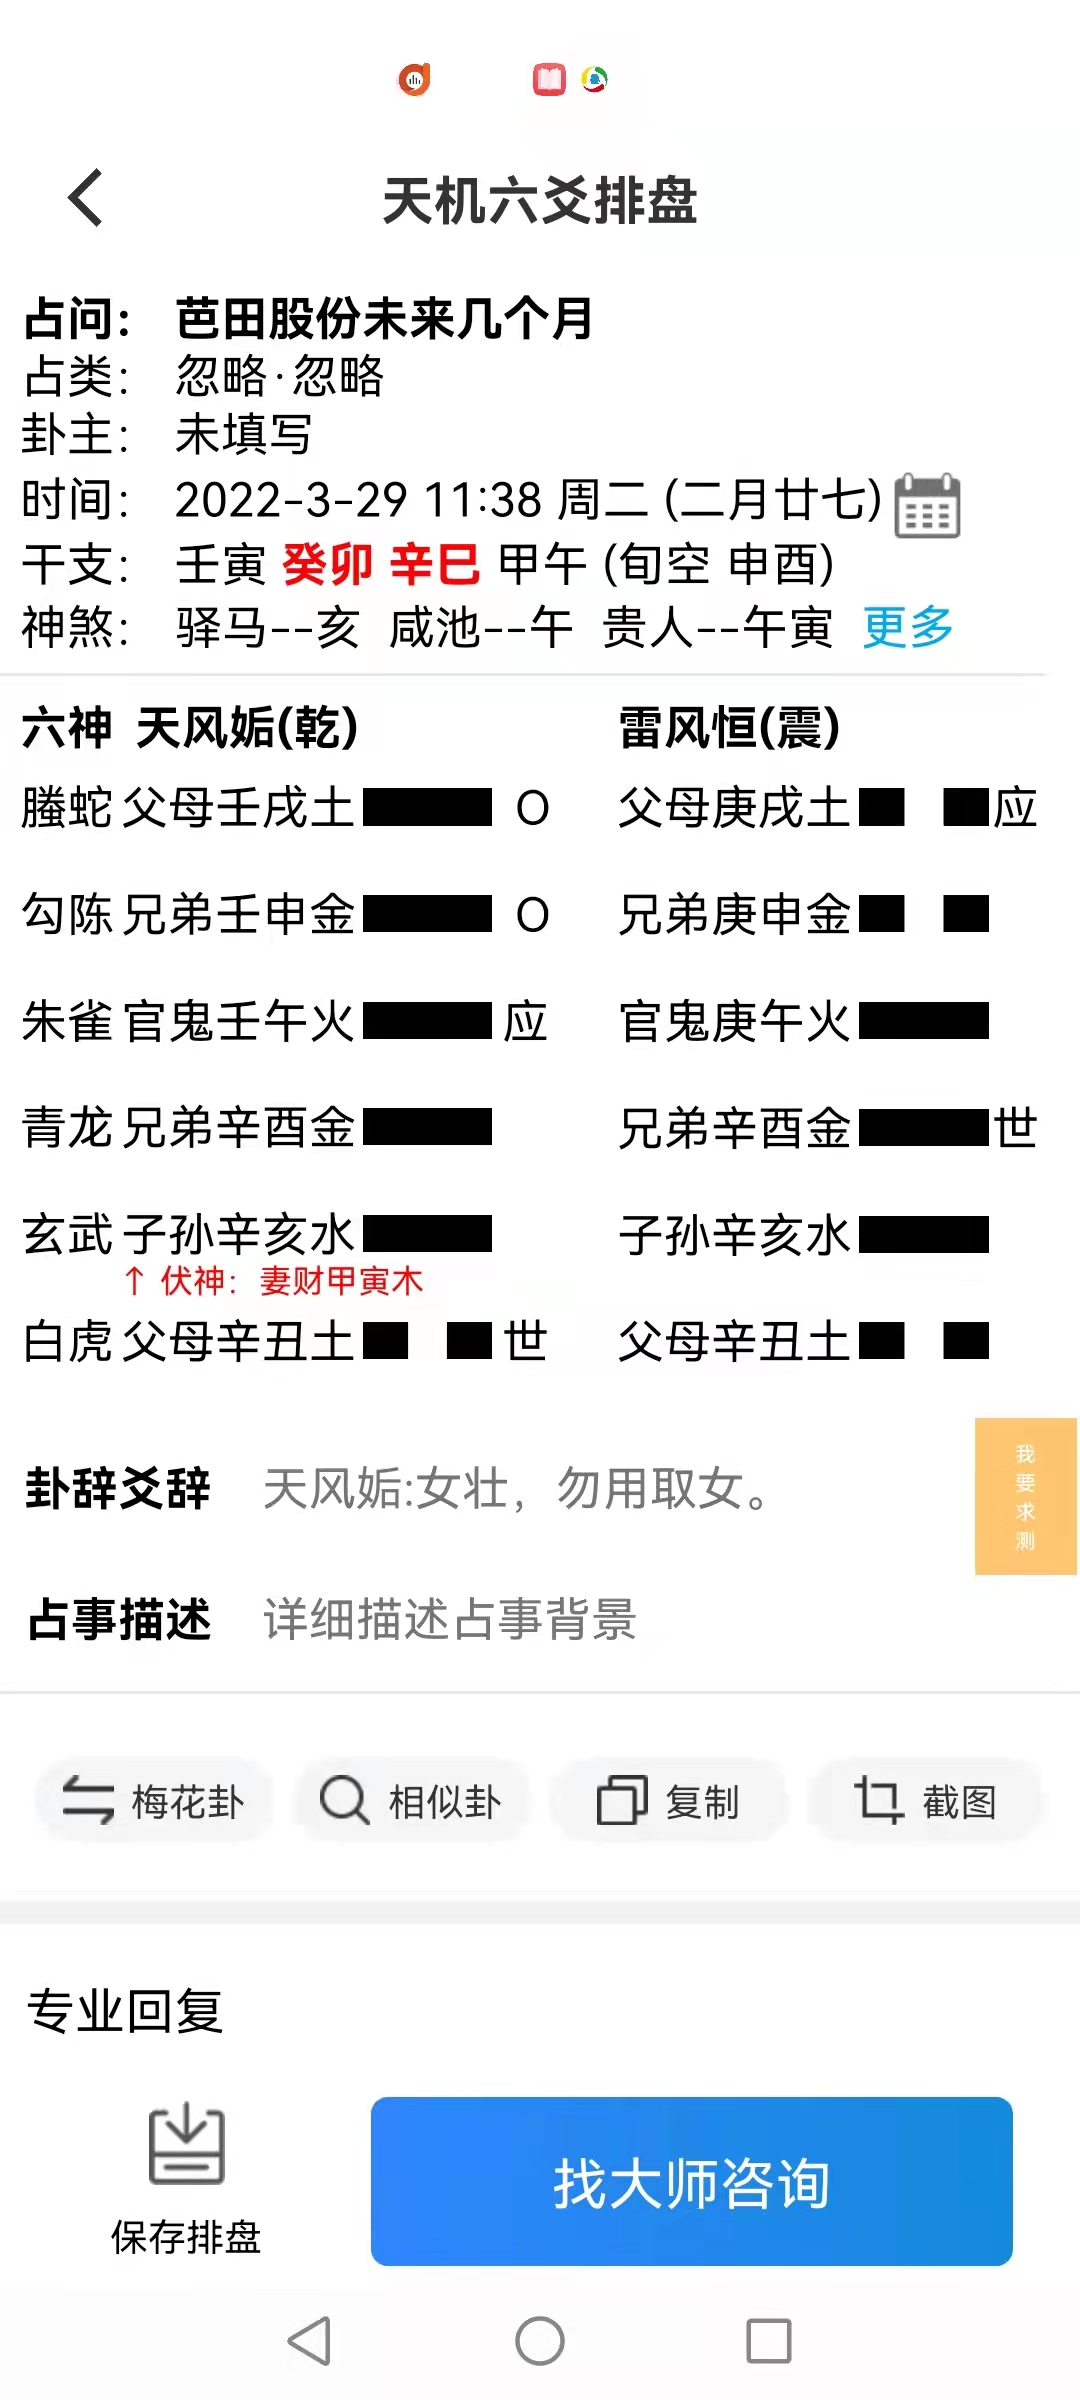 天机六爻排盘
占问： 芭田股份未来几个月
占类： 忽略·忽略
卦主： 未填写
时间： 2022-3-29 11:38 周二 (二月廿七)
干支： 壬寅 癸卯 辛巳 甲午 (旬空 申酉)
神煞： 驿马--亥 咸池--午 贵人--午寅 更多
六神 天风姤(乾) 雷风恒(震)
螣蛇 父母壬戌土 O 父母庚戌土 应
勾陈 兄弟壬申金 O 兄弟庚申金
朱雀 官鬼壬午火 应 官鬼庚午火
青龙 兄弟辛酉金 兄弟辛酉金 世
玄武 子孙辛亥水 子孙辛亥水
↑ 伏神：妻财甲寅木
白虎 父母辛丑土 世 父母辛丑土
我要求测
卦辞爻辞 天风姤:女壮，勿用取女。
占事描述 详细描述占事背景
梅花卦 相似卦 复制 截图
专业回复
保存排盘 找大师咨询